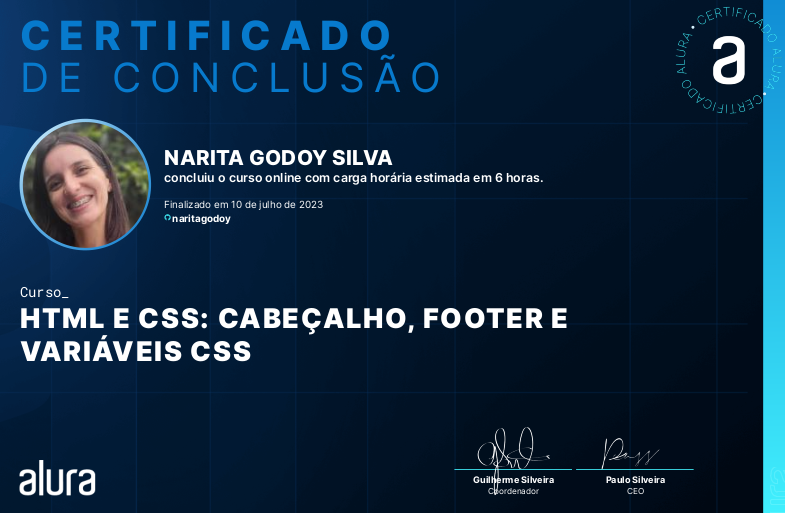 CERTIFICADO
DE CONCLUSÃO
CERTIFICADO ALURA • CERTIFICADO ALURA •
a
NARITA GODOY SILVA
concluiu o curso online com carga horária estimada em 6 horas.
Finalizado em 10 de julho de 2023
naritagodoy
Curso_
HTML E CSS: CABEÇALHO, FOOTER E
VARIÁVEIS CSS
alura
Guilherme Silveira
Coordenador
Paulo Silveira
CEO